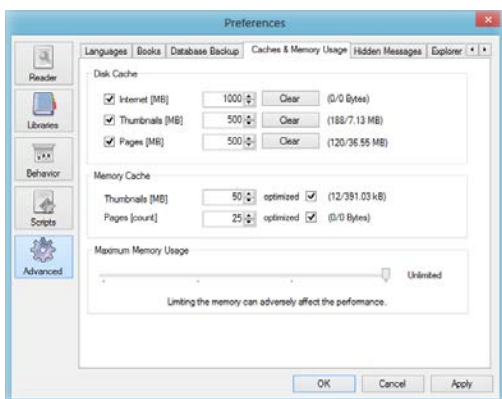 Preferences
Reader
Libraries
Behavior
Scripts
Advanced
Languages Books Database Backup Caches & Memory Usage Hidden Messages Explorer
Disk Cache
Internet [MB] 1000 Clear (0/0 Bytes)
Thumbnails [MB] 500 Clear (188/7.13 MB)
Pages [MB] 500 Clear (120/36.55 MB)
Memory Cache
Thumbnails [MB] 50 optimized (12/391.03 kB)
Pages [count] 25 optimized (0/0 Bytes)
Maximum Memory Usage
Unlimited
Limiting the memory can adversely affect the performance.
OK Cancel Apply